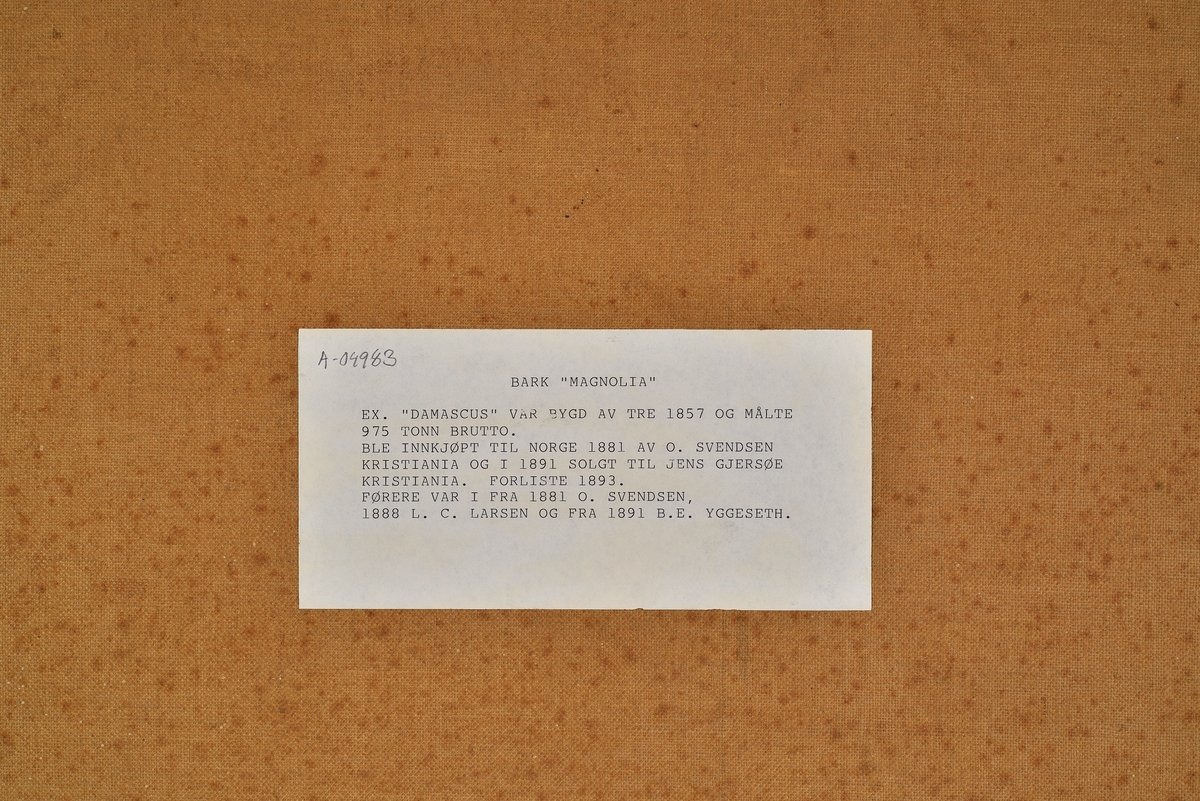 A-04983
BARK "MAGNOLIA"
EX. "DAMASCUS" VAR BYGD AV TRE 1857 OG MÅLTE
975 TONN BRUTTO.
BLE INNKJØPT TIL NORGE 1881 AV O. SVENDSEN
KRISTIANIA OG I 1891 SOLGT TIL JENS GJERSØE
KRISTIANIA. FORLISTE 1893.
FØRERE VAR I FRA 1881 O. SVENDSEN,
1888 L. C. LARSEN OG FRA 1891 B.E. YGGESETH.